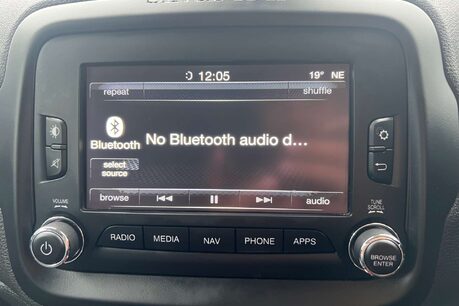 12:05 19° NE
repeat shuffle
Bluetooth No Bluetooth audio d...
select
source
browse audio
VOLUME TUNE
SCROLL
RADIO MEDIA NAV PHONE APPS
BROWSE
ENTER